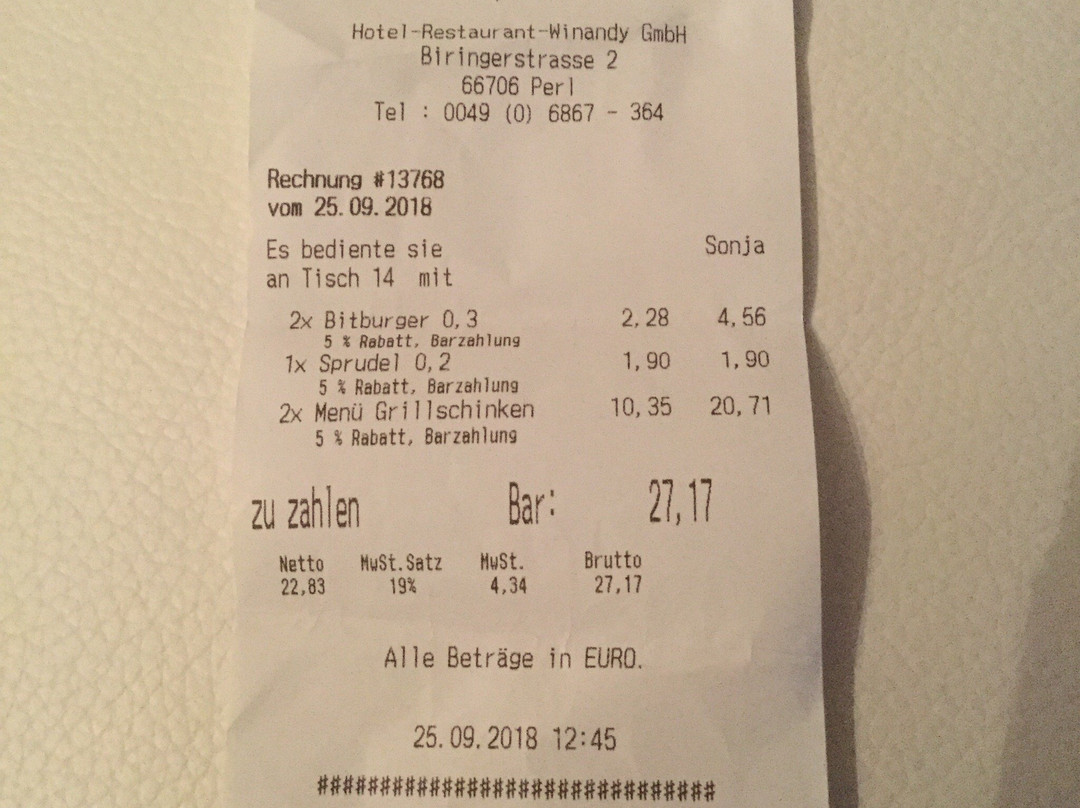 Hotel-Restaurant-Winandy GmbH
Biringerstrasse 2
66706 Perl
Tel : 0049 (0) 6867 - 364
Rechnung #13768
vom 25.09.2018
Es bediente sie Sonja
an Tisch 14 mit
2x Bitburger 0,3 2,28 4,56
5 % Rabatt, Barzahlung
1x Sprudel 0,2 1,90 1,90
5 % Rabatt, Barzahlung
2x Menü Grillschinken 10,35 20,71
5 % Rabatt, Barzahlung
zu zahlen Bar: 27,17
Netto MwSt.Satz MwSt. Brutto
22,83 19% 4,34 27,17
Alle Beträge in EURO.
25.09.2018 12:45
###############################